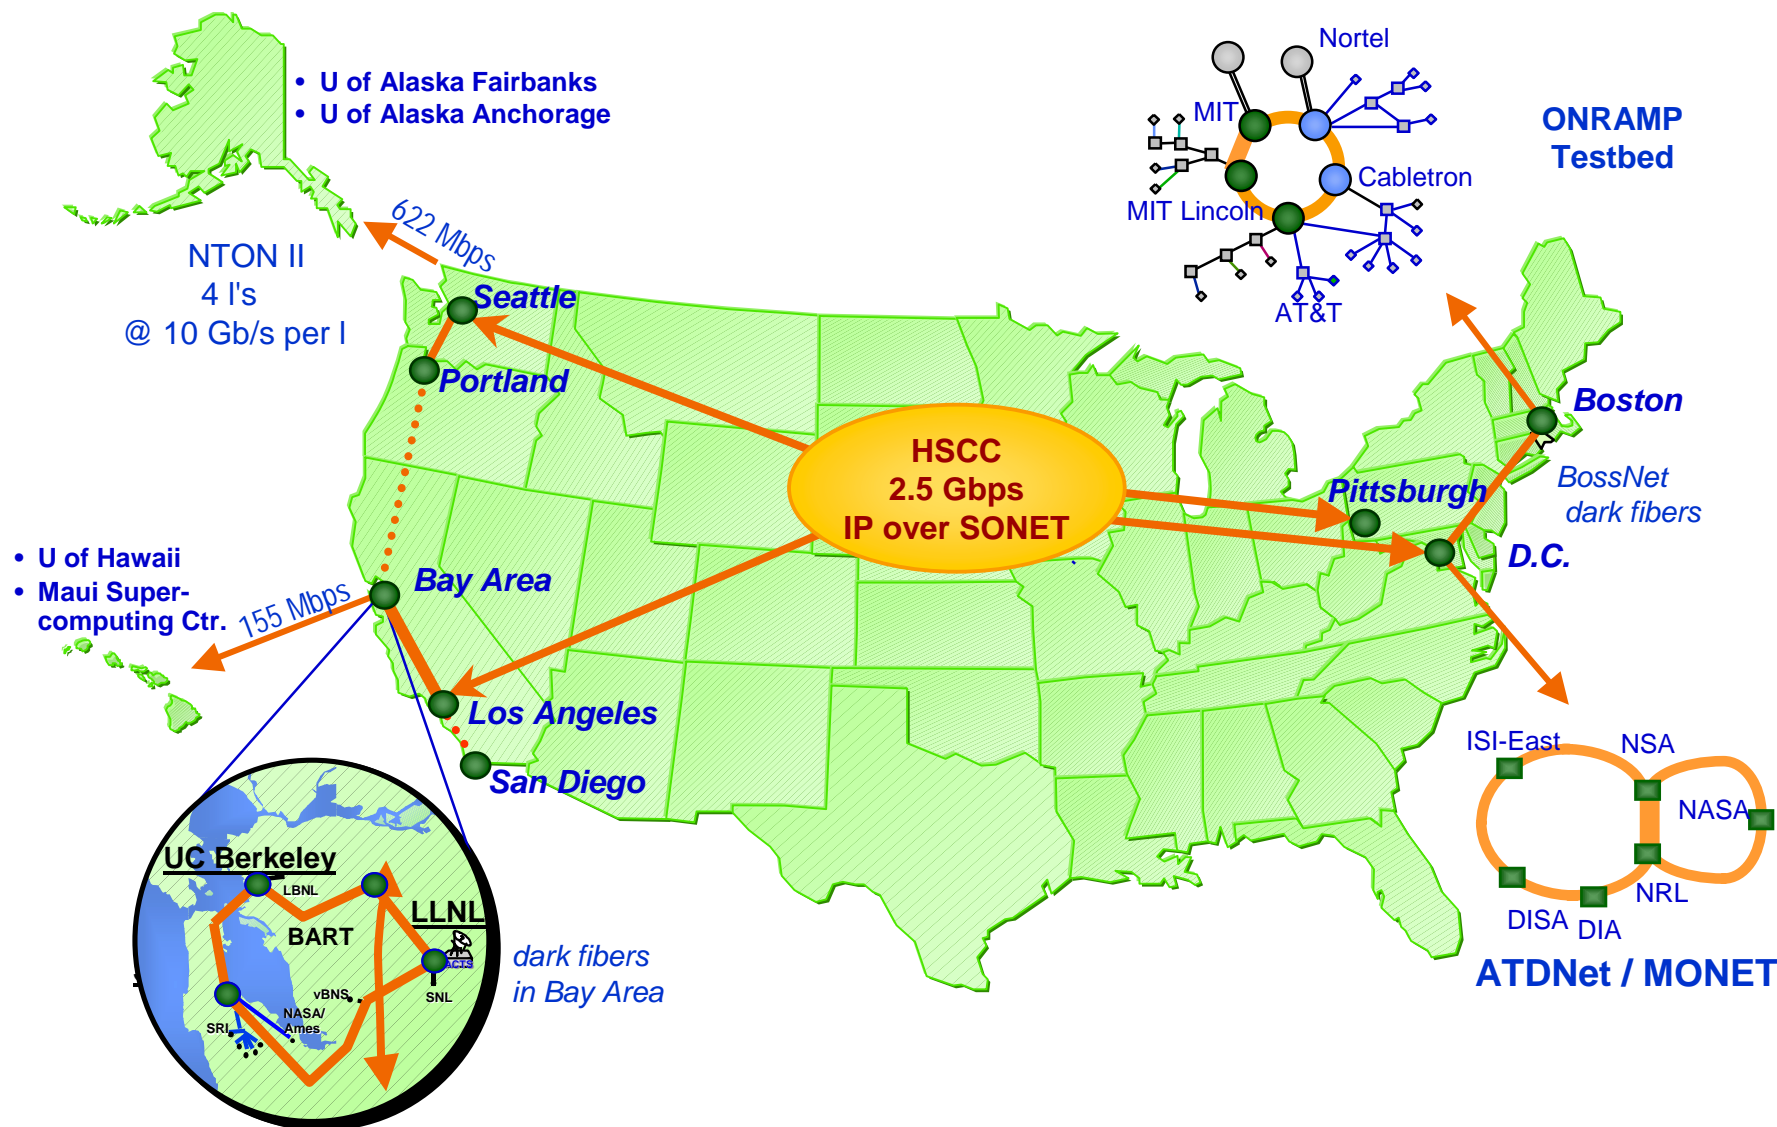 • U of Alaska Fairbanks
• U of Alaska Anchorage
622 Mbps
NTON II
4 l's
@ 10 Gb/s per l
Nortel
MIT
Cabletron
MIT Lincoln
AT&T
ONRAMP
Testbed
Seattle
Portland
HSCC
2.5 Gbps
IP over SONET
Boston
Pittsburgh
BossNet
dark fibers
D.C.
• U of Hawaii
• Maui Super-
computing Ctr.
155 Mbps
Bay Area
Los Angeles
San Diego
UC Berkeley
LBNL
BART
LLNL
ACTS
SNL
vBNS
NASA/
Ames
SRI
dark fibers
in Bay Area
ISI-East
NSA
NASA
NRL
DISA
DIA
ATDNet / MONET